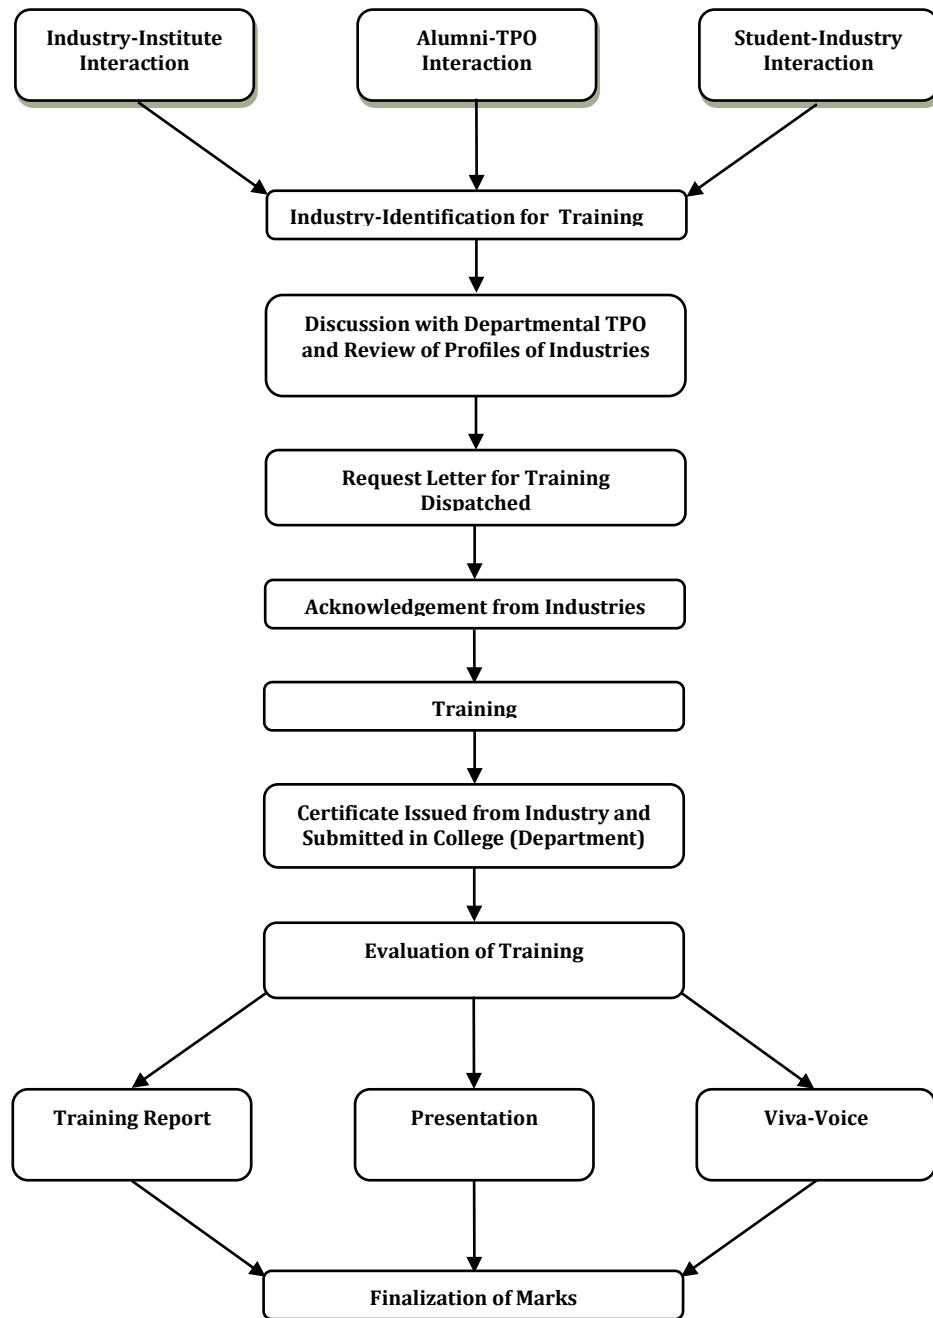 Industry-Institute
Interaction
Alumni-TPO
Interaction
Student-Industry
Interaction
Industry-Identification for Training
Discussion with Departmental TPO
and Review of Profiles of Industries
Request Letter for Training
Dispatched
Acknowledgement from Industries
Training
Certificate Issued from Industry and
Submitted in College (Department)
Evaluation of Training
Training Report
Presentation
Viva-Voice
Finalization of Marks